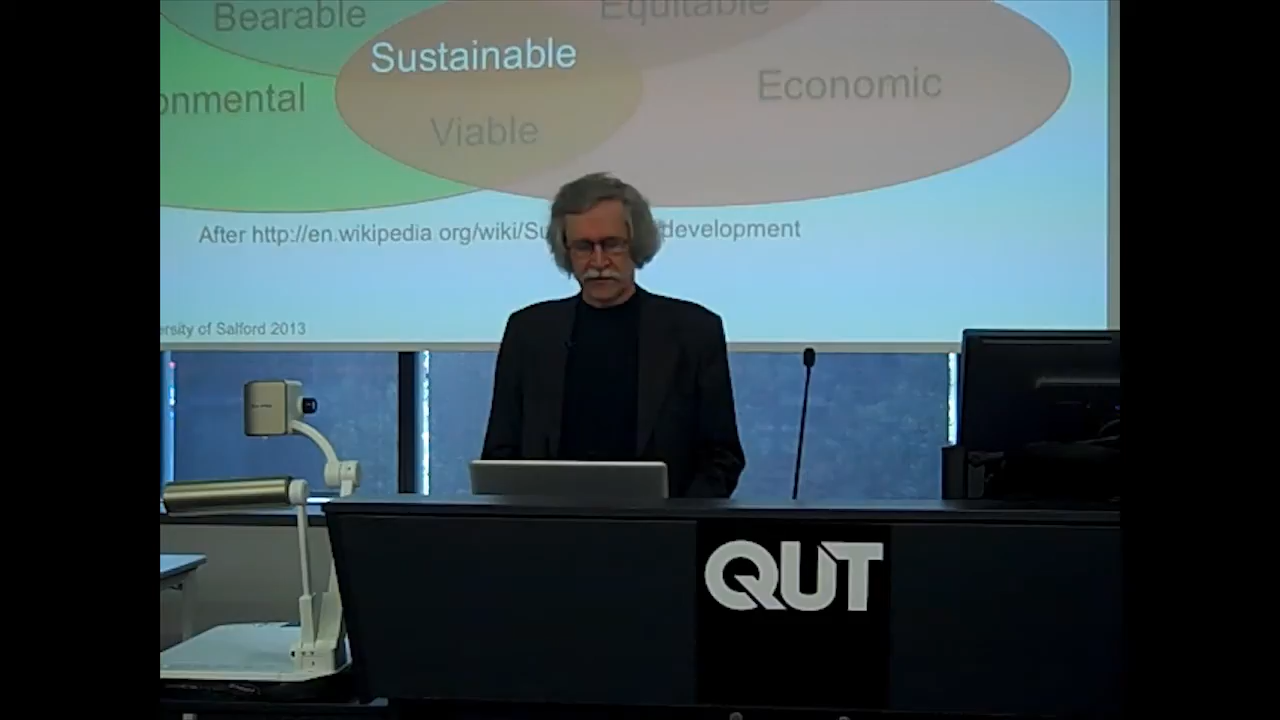 Bearable
Equitable
Sustainable
onmental
Economic
Viable
After http://en.wikipedia.org/wiki/Su development
ersity of Salford 2013
QUT